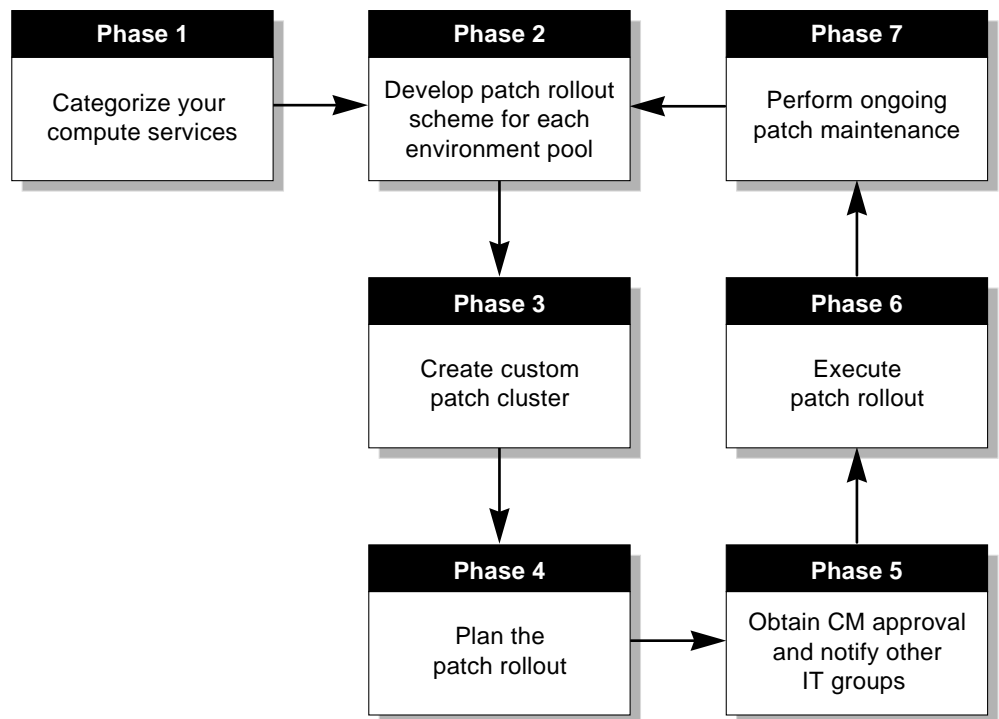 Phase 1
Categorize your
compute services
Phase 2
Develop patch rollout
scheme for each
environment pool
Phase 7
Perform ongoing
patch maintenance
Phase 3
Create custom
patch cluster
Phase 6
Execute
patch rollout
Phase 4
Plan the
patch rollout
Phase 5
Obtain CM approval
and notify other
IT groups